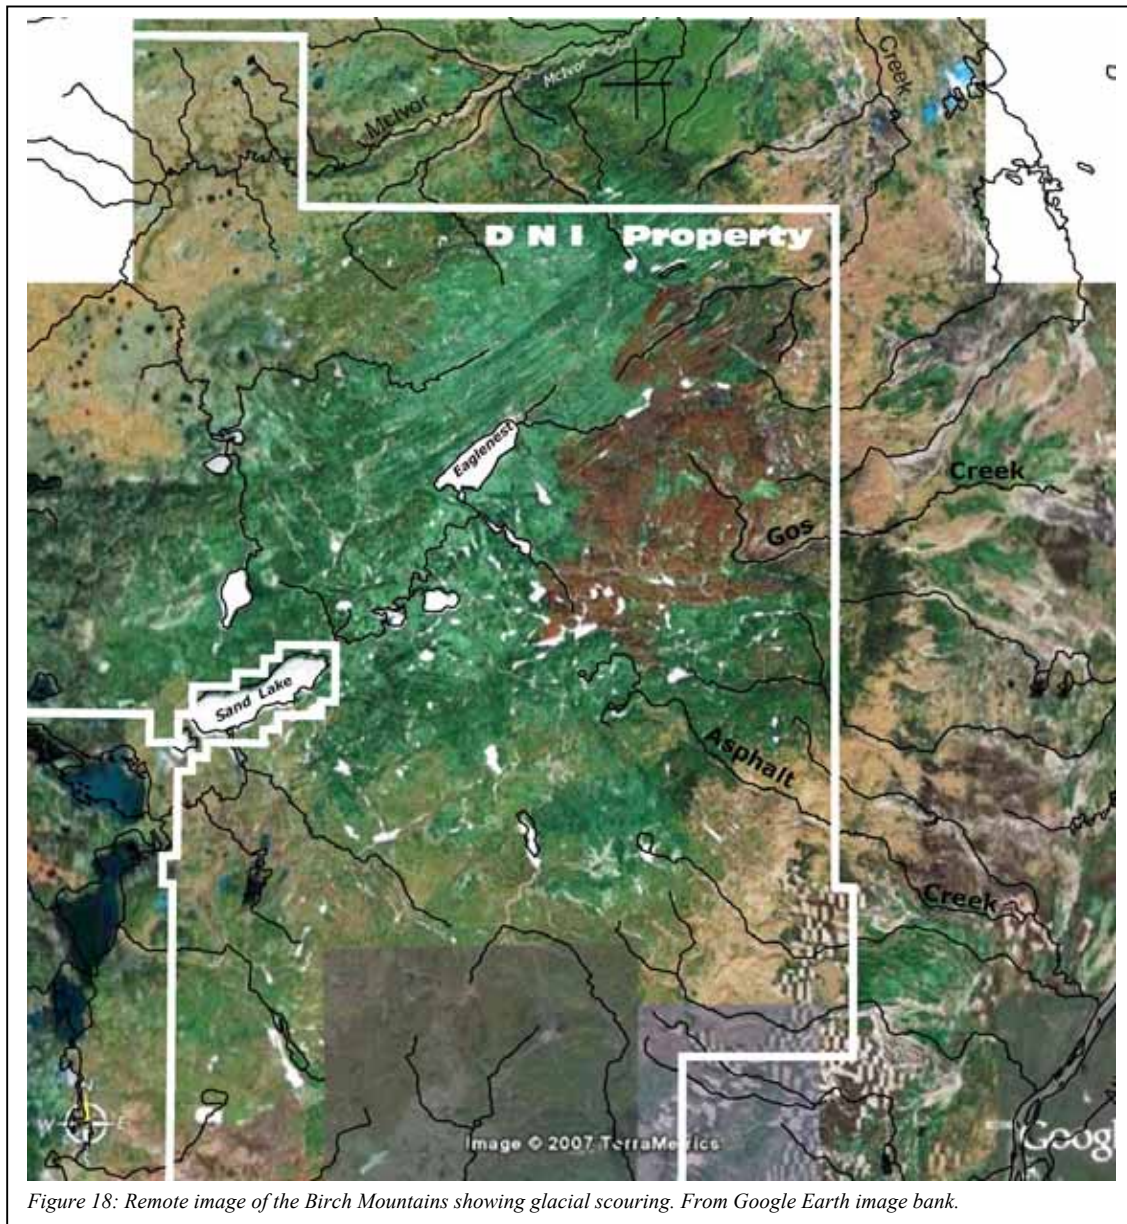 Creek
McIvor
McIvor
DNI Property
Eaglenest
Creek
Gos
Sand Lake
Asphalt
Creek
W E
Image © 2007 TerraMetrics
Figure 18: Remote image of the Birch Mountains showing glacial scouring. From Google Earth image bank.